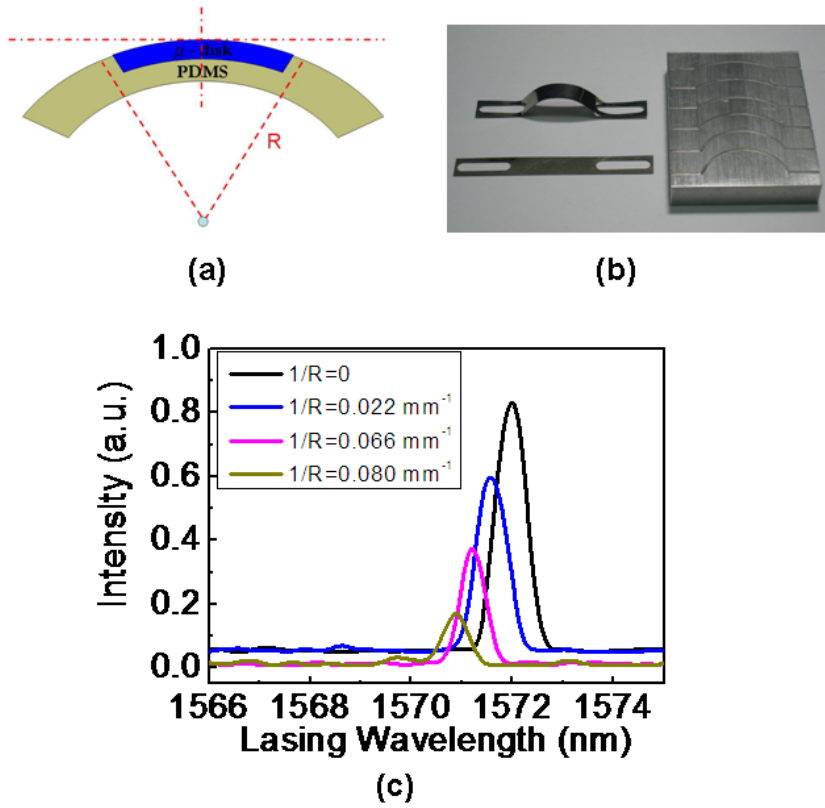 μ - disk
PDMS
R
(a)
(b)
1.0
0.8
0.6
0.4
0.2
0.0
Intensity (a.u.)
1/R=0
1/R=0.022 mm⁻¹
1/R=0.066 mm⁻¹
1/R=0.080 mm⁻¹
1566 1568 1570 1572 1574
Lasing Wavelength (nm)
(c)